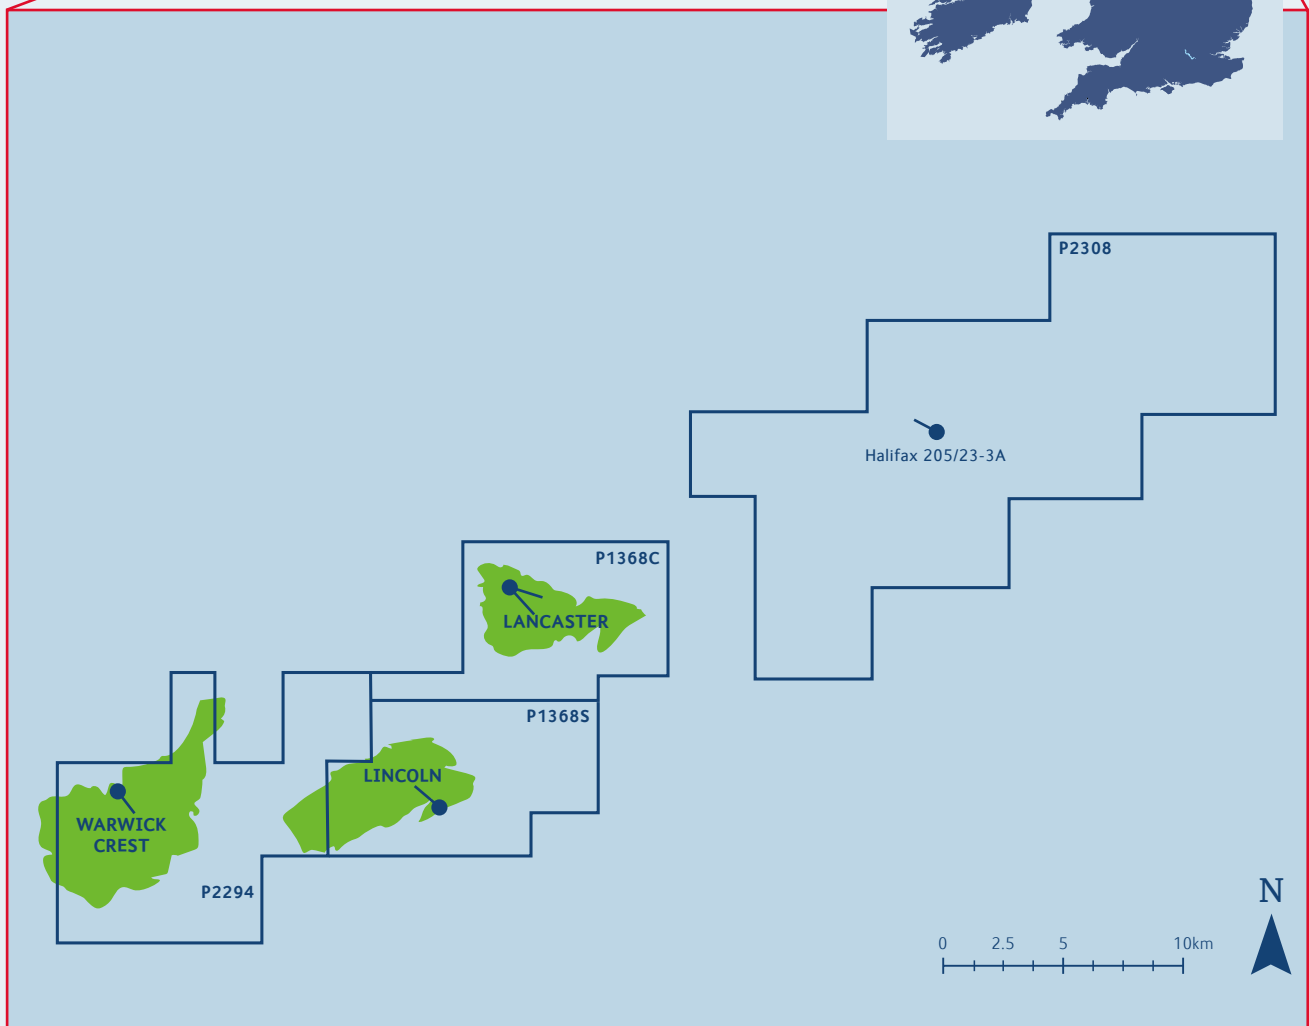 P2308
Halifax 205/23-3A
P1368C
LANCASTER
P1368S
LINCOLN
WARWICK
CREST
P2294
N
0 2.5 5 10km